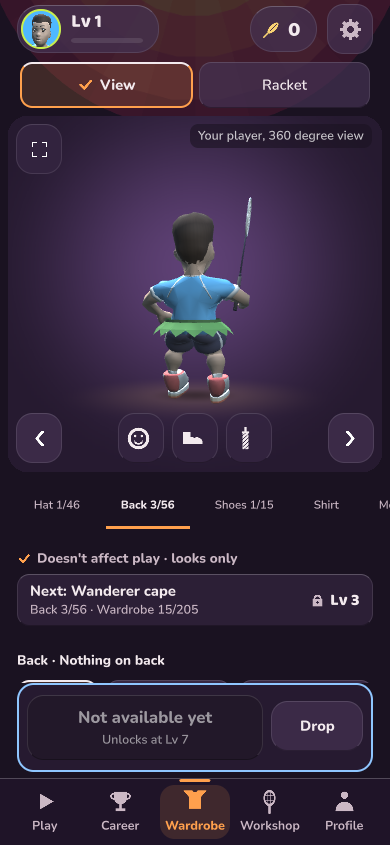 Lv 1
0
View
Racket
Your player, 360 degree view
Hat 1/46
Back 3/56
Shoes 1/15
Shirt
Doesn't affect play · looks only
Next: Wanderer cape
Back 3/56 · Wardrobe 15/205
Lv 3
Back · Nothing on back
Not available yet
Unlocks at Lv 7
Drop
Play
Career
Wardrobe
Workshop
Profile